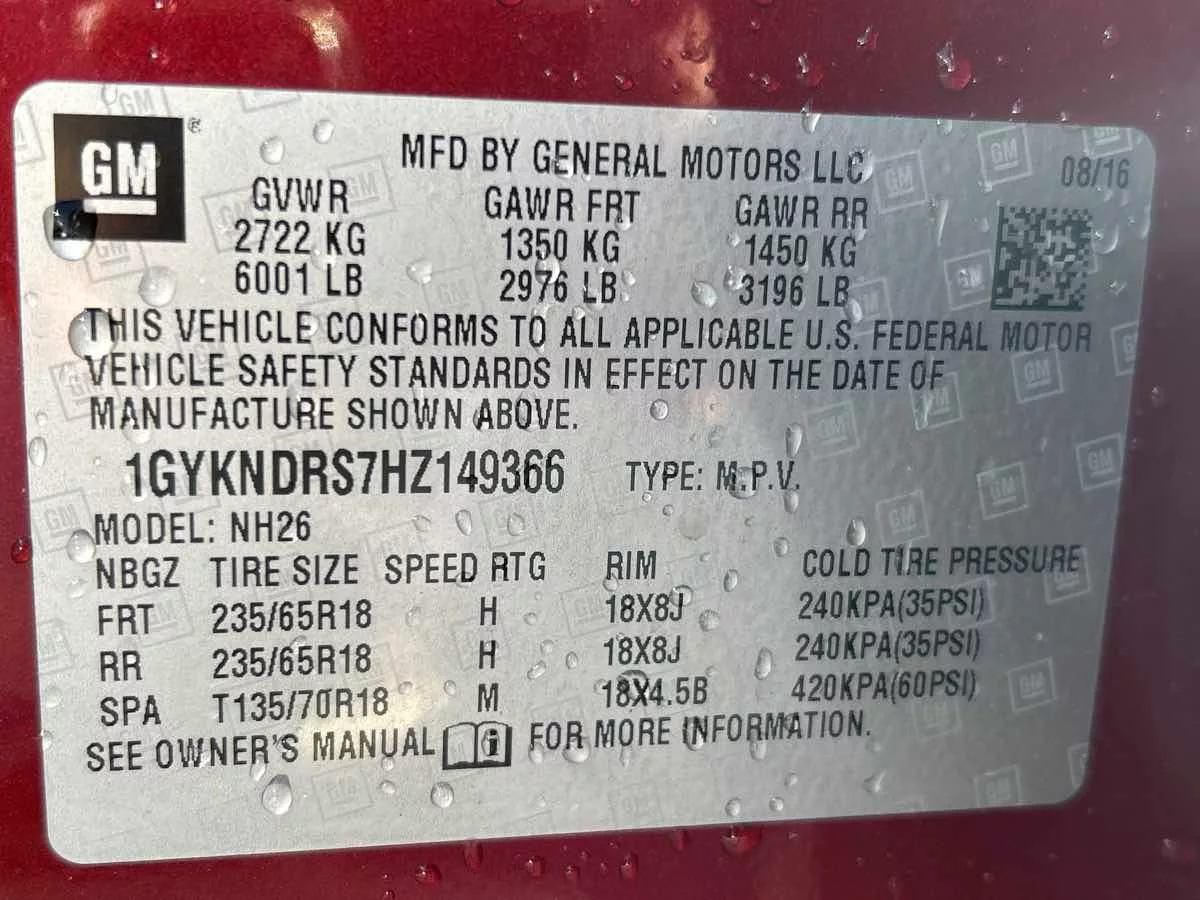 GM ®
MFD BY GENERAL MOTORS LLC 08/16
GVWR GAWR FRT GAWR RR
2722 KG 1350 KG 1450 KG
6001 LB 2976 LB 3196 LB
THIS VEHICLE CONFORMS TO ALL APPLICABLE U.S. FEDERAL MOTOR
VEHICLE SAFETY STANDARDS IN EFFECT ON THE DATE OF
MANUFACTURE SHOWN ABOVE.
1GYKNDRS7HZ149366 TYPE: M.P.V.
MODEL: NH26
NBGZ TIRE SIZE SPEED RTG RIM COLD TIRE PRESSURE
FRT 235/65R18 H 18X8J 240KPA(35PSI)
RR 235/65R18 H 18X8J 240KPA(35PSI)
SPA T135/70R18 M 18X4.5B 420KPA(60PSI)
SEE OWNER'S MANUAL i FOR MORE INFORMATION.